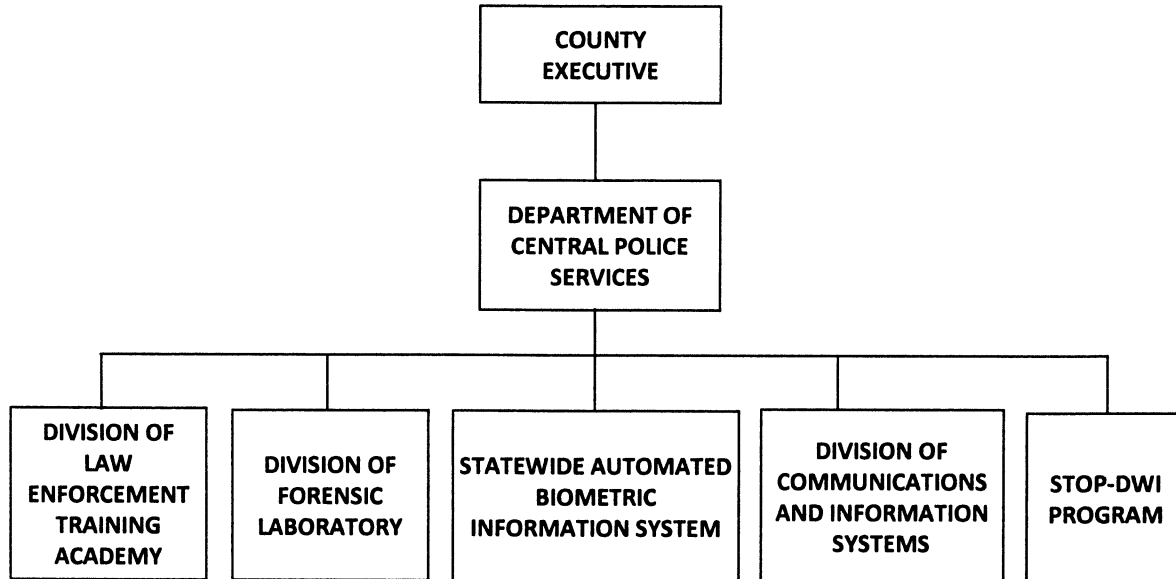 COUNTY
EXECUTIVE
DEPARTMENT OF
CENTRAL POLICE
SERVICES
DIVISION OF
LAW
ENFORCEMENT
TRAINING
ACADEMY
DIVISION OF
FORENSIC
LABORATORY
STATEWIDE AUTOMATED
BIOMETRIC
INFORMATION SYSTEM
DIVISION OF
COMMUNICATIONS
AND INFORMATION
SYSTEMS
STOP-DWI
PROGRAM